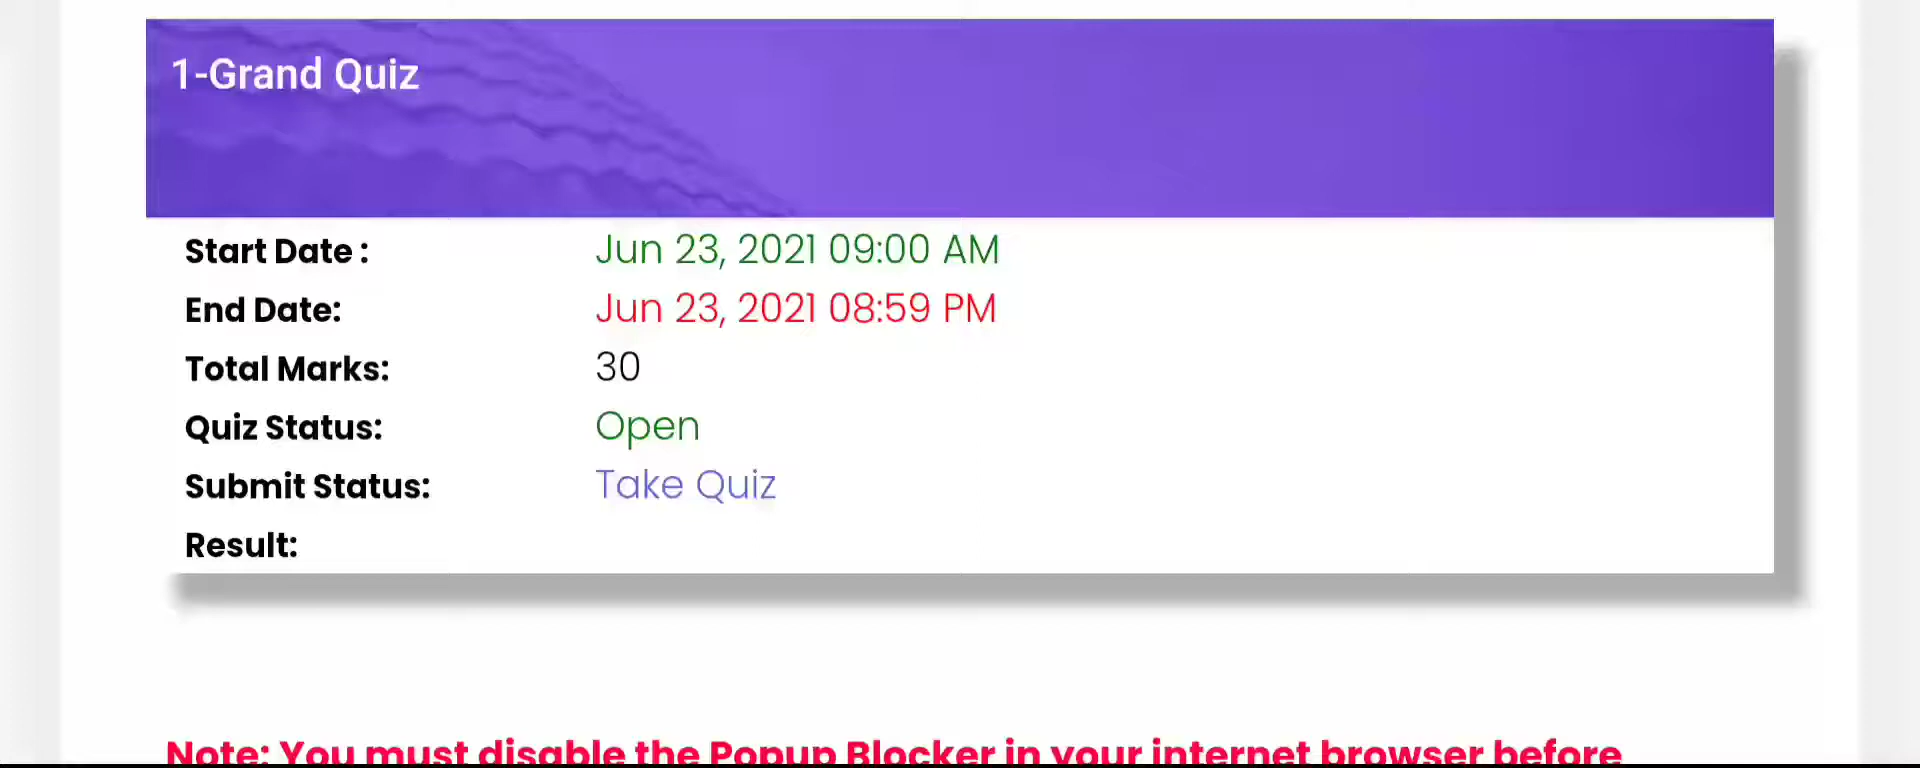 1-Grand Quiz
Start Date : Jun 23, 2021 09:00 AM
End Date: Jun 23, 2021 08:59 PM
Total Marks: 30
Quiz Status: Open
Submit Status: Take Quiz
Result:
Note: You must disable the Popup Blocker in your internet browser before